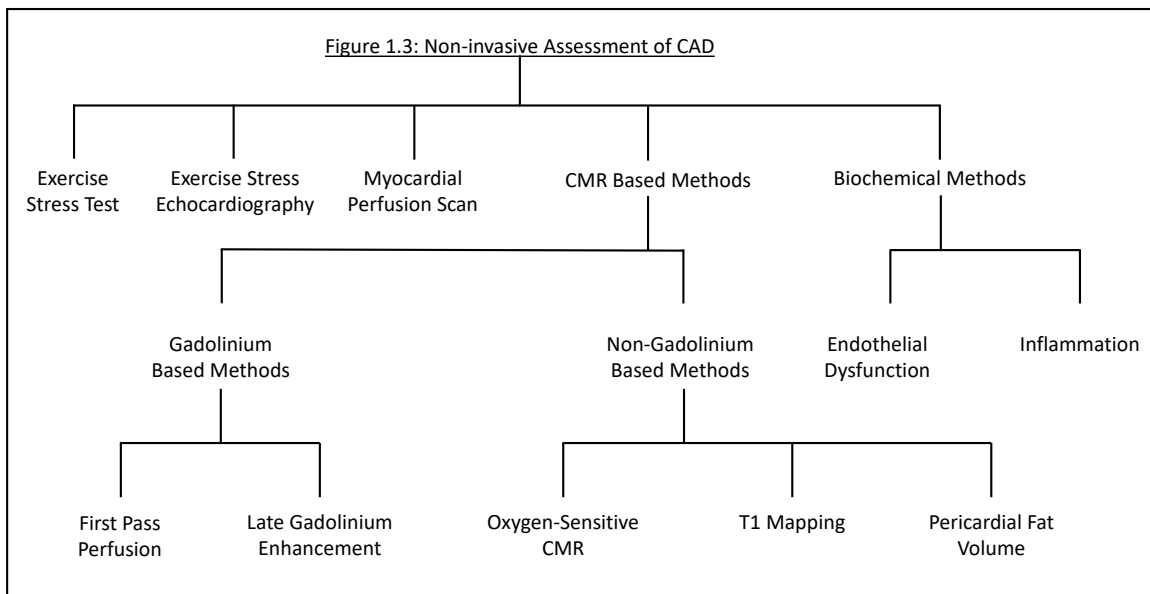 Figure 1.3: Non-invasive Assessment of CAD
Exercise
Stress Test
Exercise Stress
Echocardiography
Myocardial
Perfusion Scan
CMR Based Methods
Biochemical Methods
Gadolinium
Based Methods
Non-Gadolinium
Based Methods
Endothelial
Dysfunction
Inflammation
First Pass
Perfusion
Late Gadolinium
Enhancement
Oxygen-Sensitive
CMR
T1 Mapping
Pericardial Fat
Volume